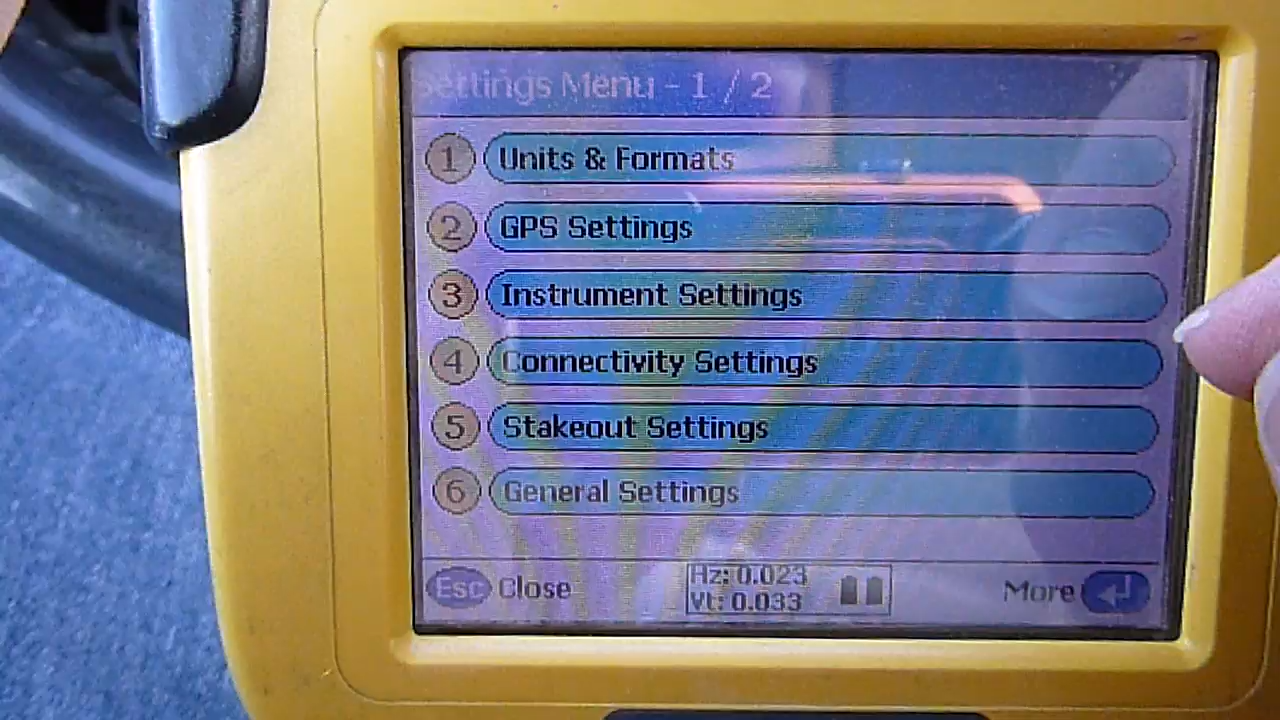 Settings Menu - 1 / 2
1 Units & Formats
2 GPS Settings
3 Instrument Settings
4 Connectivity Settings
5 Stakeout Settings
6 General Settings
Esc Close
Hz: 0.023
Vt: 0.033
More